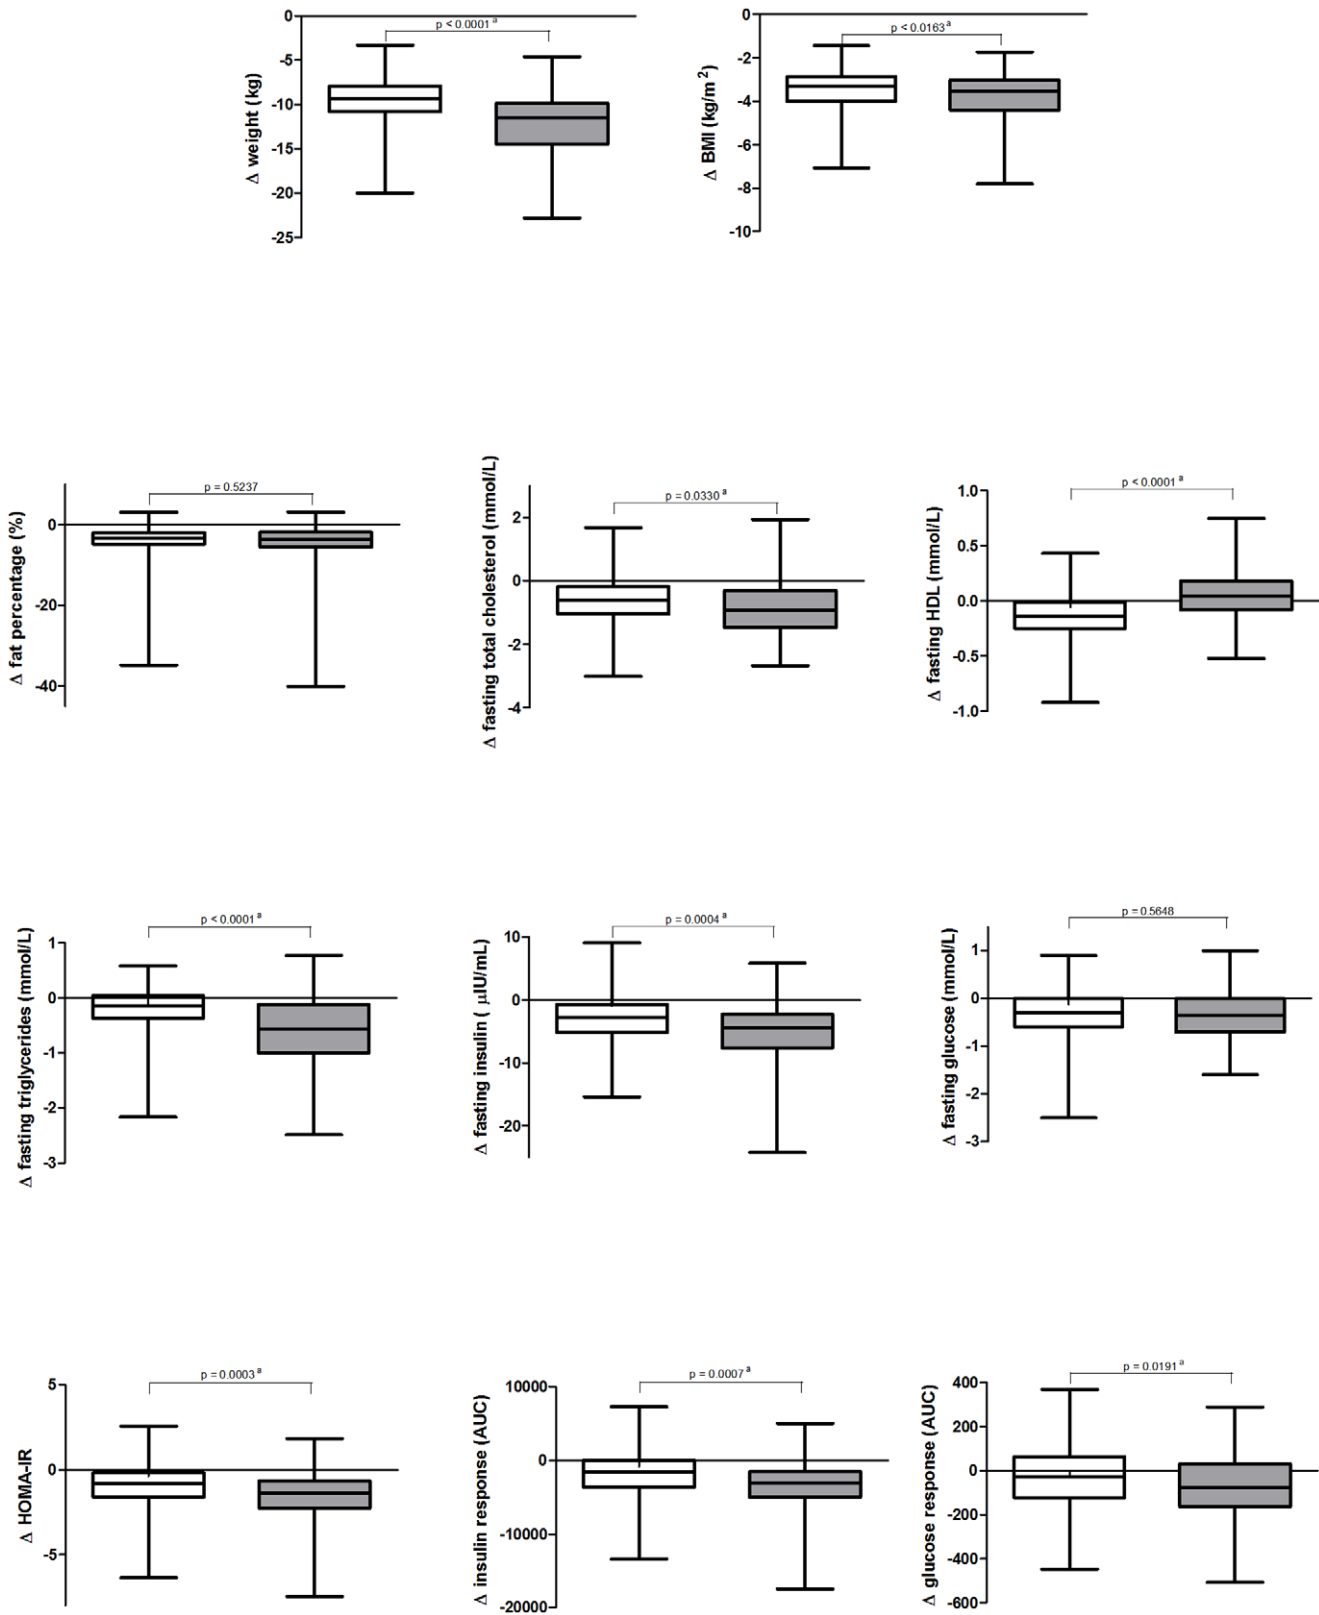 Δ weight (kg)
0
-5
-10
-15
-20
-25
p < 0.0001 a
Δ BMI (kg/m2)
0
-2
-4
-6
-8
-10
p < 0.0163 a
Δ fat percentage (%)
0
-20
-40
p = 0.5237
Δ fasting total cholesterol (mmol/L)
2
0
-2
-4
p = 0.0330 a
Δ fasting HDL (mmol/L)
1.0
0.5
0.0
-0.5
-1.0
p <0.0001 a
Δ fasting triglycerides (mmol/L)
1
0
-1
-2
-3
p < 0.0001 a
Δ fasting insulin ( µIU/mL)
10
0
-10
-20
p = 0.0004 a
Δ fasting glucose (mmol/L)
1
0
-1
-2
-3
p = 0.5648
Δ HOMA-IR
5
0
-5
p = 0.0003 a
Δ insulin response (AUC)
10000
0
-10000
-20000
p = 0.0007 a
Δ glucose response (AUC)
400
200
0
-200
-400
-600
p = 0.0191 a